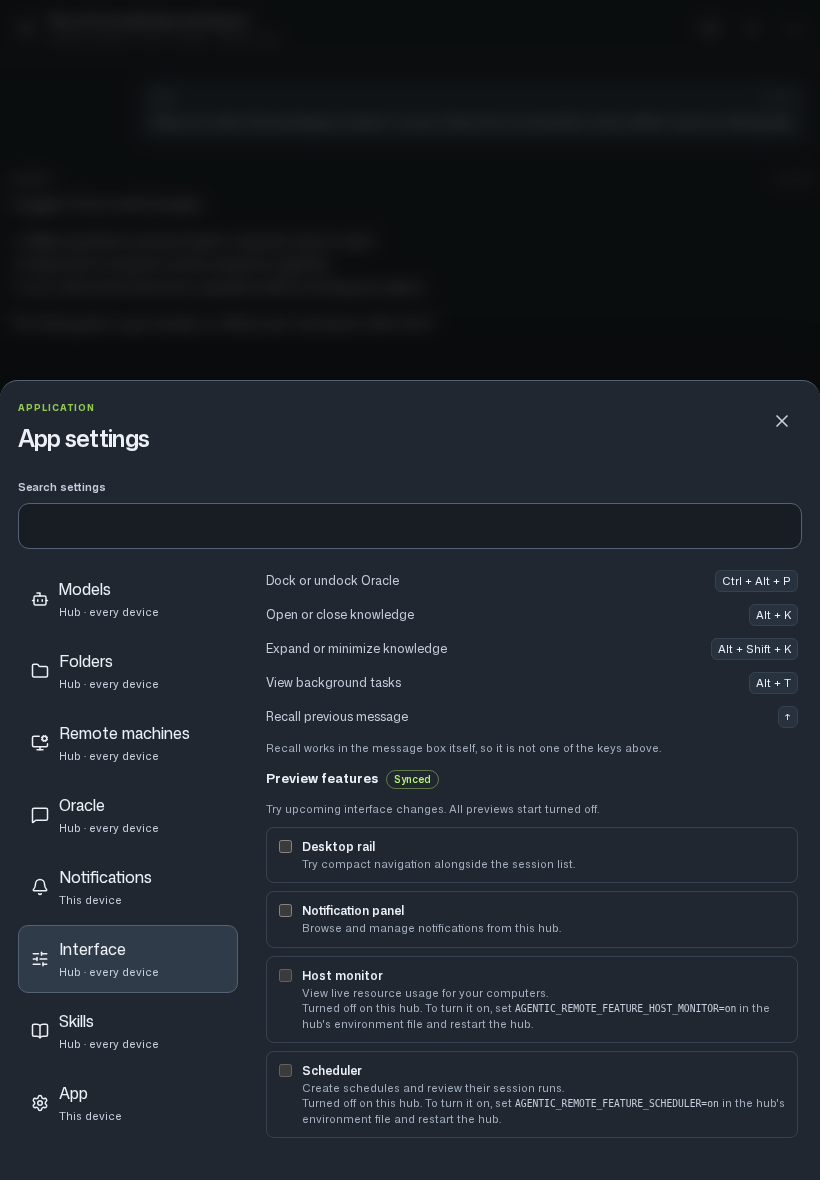 APPLICATION
App settings
Search settings
Models
Hub · every device
Folders
Hub · every device
Remote machines
Hub · every device
Oracle
Hub · every device
Notifications
This device
Interface
Hub · every device
Skills
Hub · every device
App
This device
Dock or undock Oracle
Ctrl + Alt + P
Open or close knowledge
Alt + K
Expand or minimize knowledge
Alt + Shift + K
View background tasks
Alt + T
Recall previous message
↑
Recall works in the message box itself, so it is not one of the keys above.
Preview features Synced
Try upcoming interface changes. All previews start turned off.
Desktop rail
Try compact navigation alongside the session list.
Notification panel
Browse and manage notifications from this hub.
Host monitor
View live resource usage for your computers.
Turned off on this hub. To turn it on, set AGENTIC_REMOTE_FEATURE_HOST_MONITOR=on in the
hub's environment file and restart the hub.
Scheduler
Create schedules and review their session runs.
Turned off on this hub. To turn it on, set AGENTIC_REMOTE_FEATURE_SCHEDULER=on in the hub's
environment file and restart the hub.